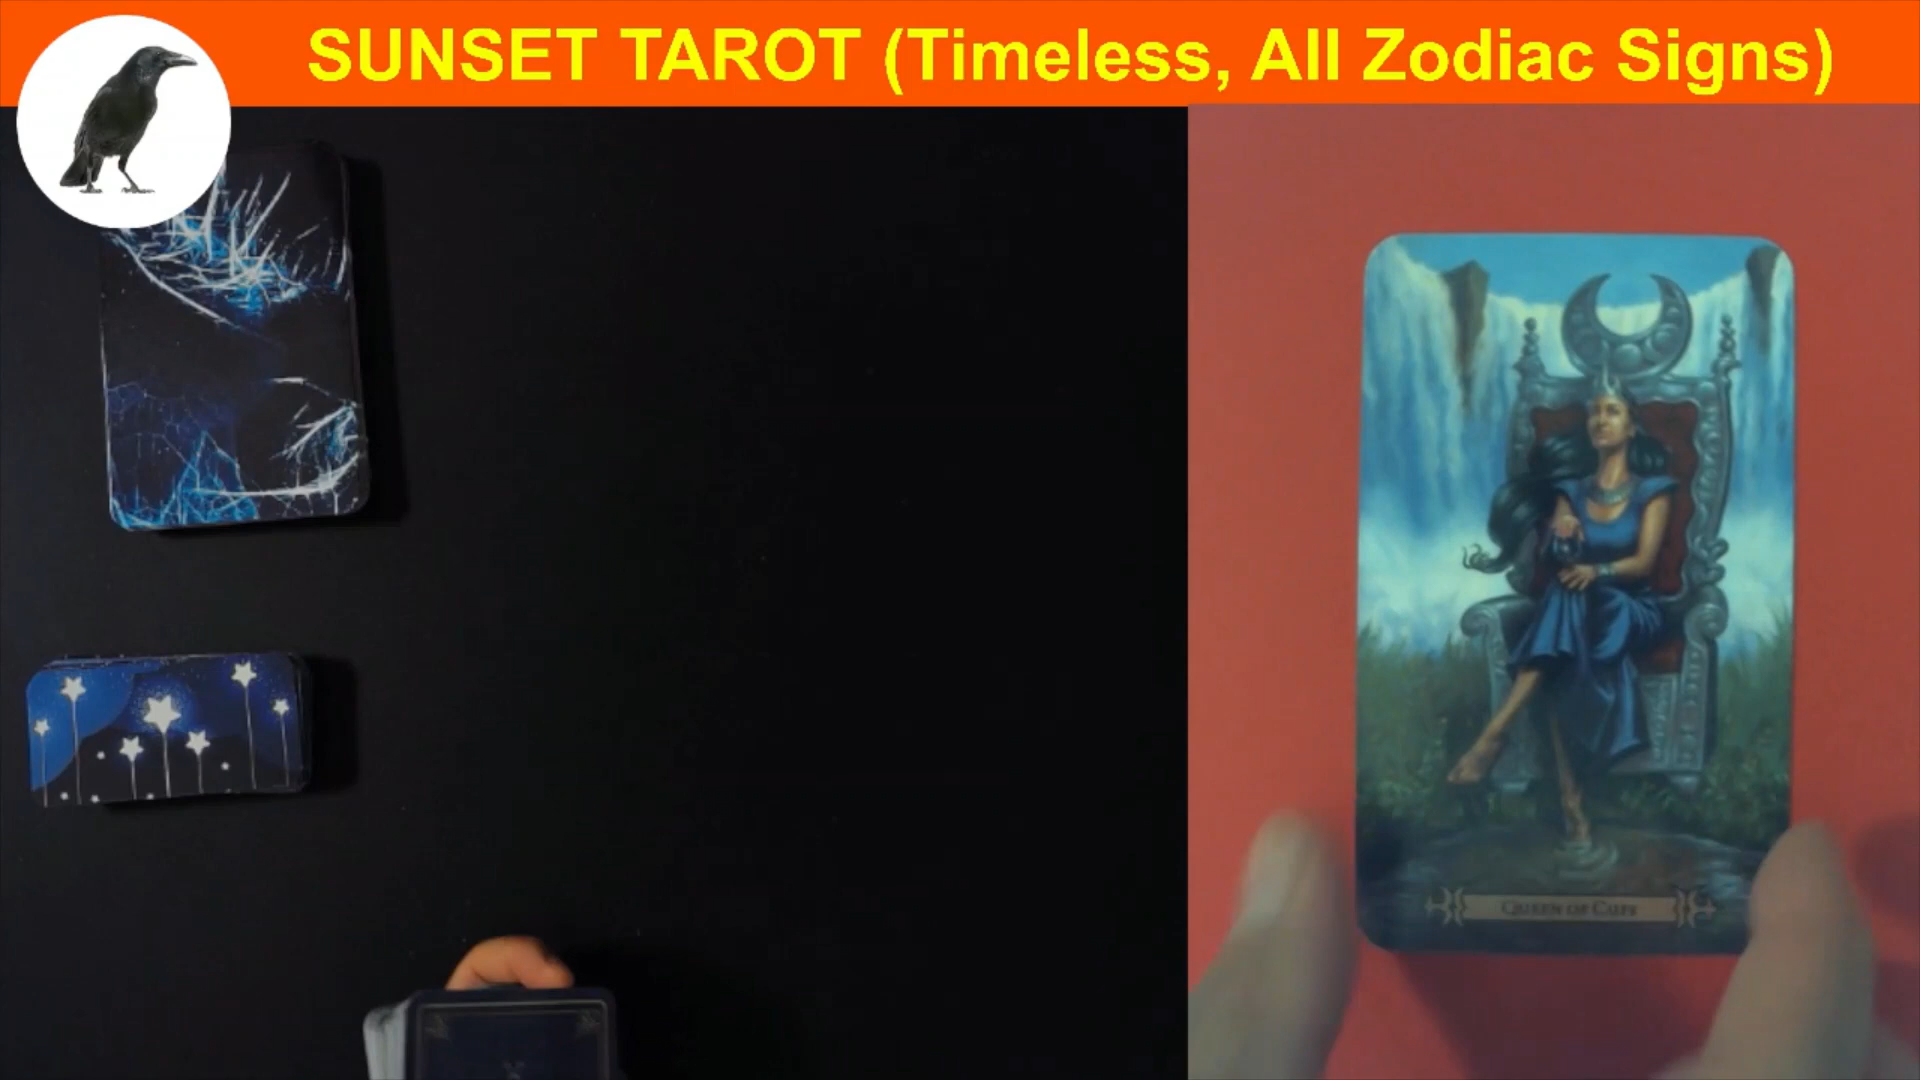 SUNSET TAROT (Timeless, All Zodiac Signs)
QUEEN OF CUPS